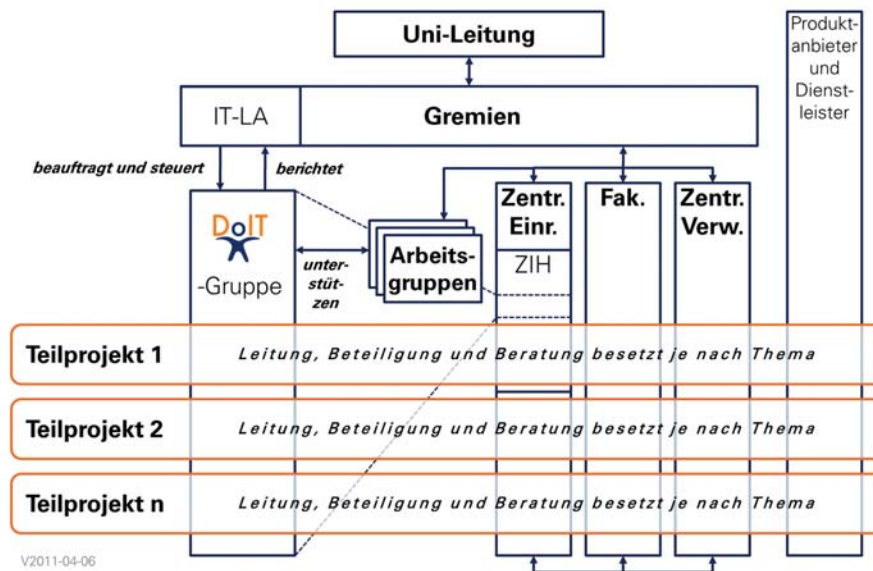 Uni-Leitung
Produkt-
anbieter
und
Dienst-
leister
IT-LA
Gremien
beauftragt und steuert
berichtet
DoIT
-Gruppe
unter-
stüt-
zen
Arbeits-
gruppen
Zentr.
Einr.
ZIH
Fak.
Zentr.
Verw.
Teilprojekt 1
Leitung, Beteiligung und Beratung besetzt je nach Thema
Teilprojekt 2
Leitung, Beteiligung und Beratung besetzt je nach Thema
Teilprojekt n
Leitung, Beteiligung und Beratung besetzt je nach Thema
V2011-04-06